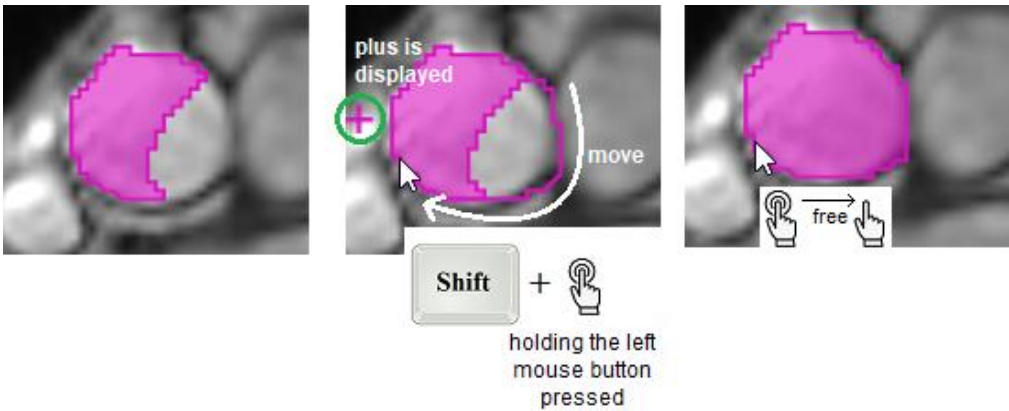 plus is
displayed
+
move
free
Shift
+
holding the left
mouse button
pressed